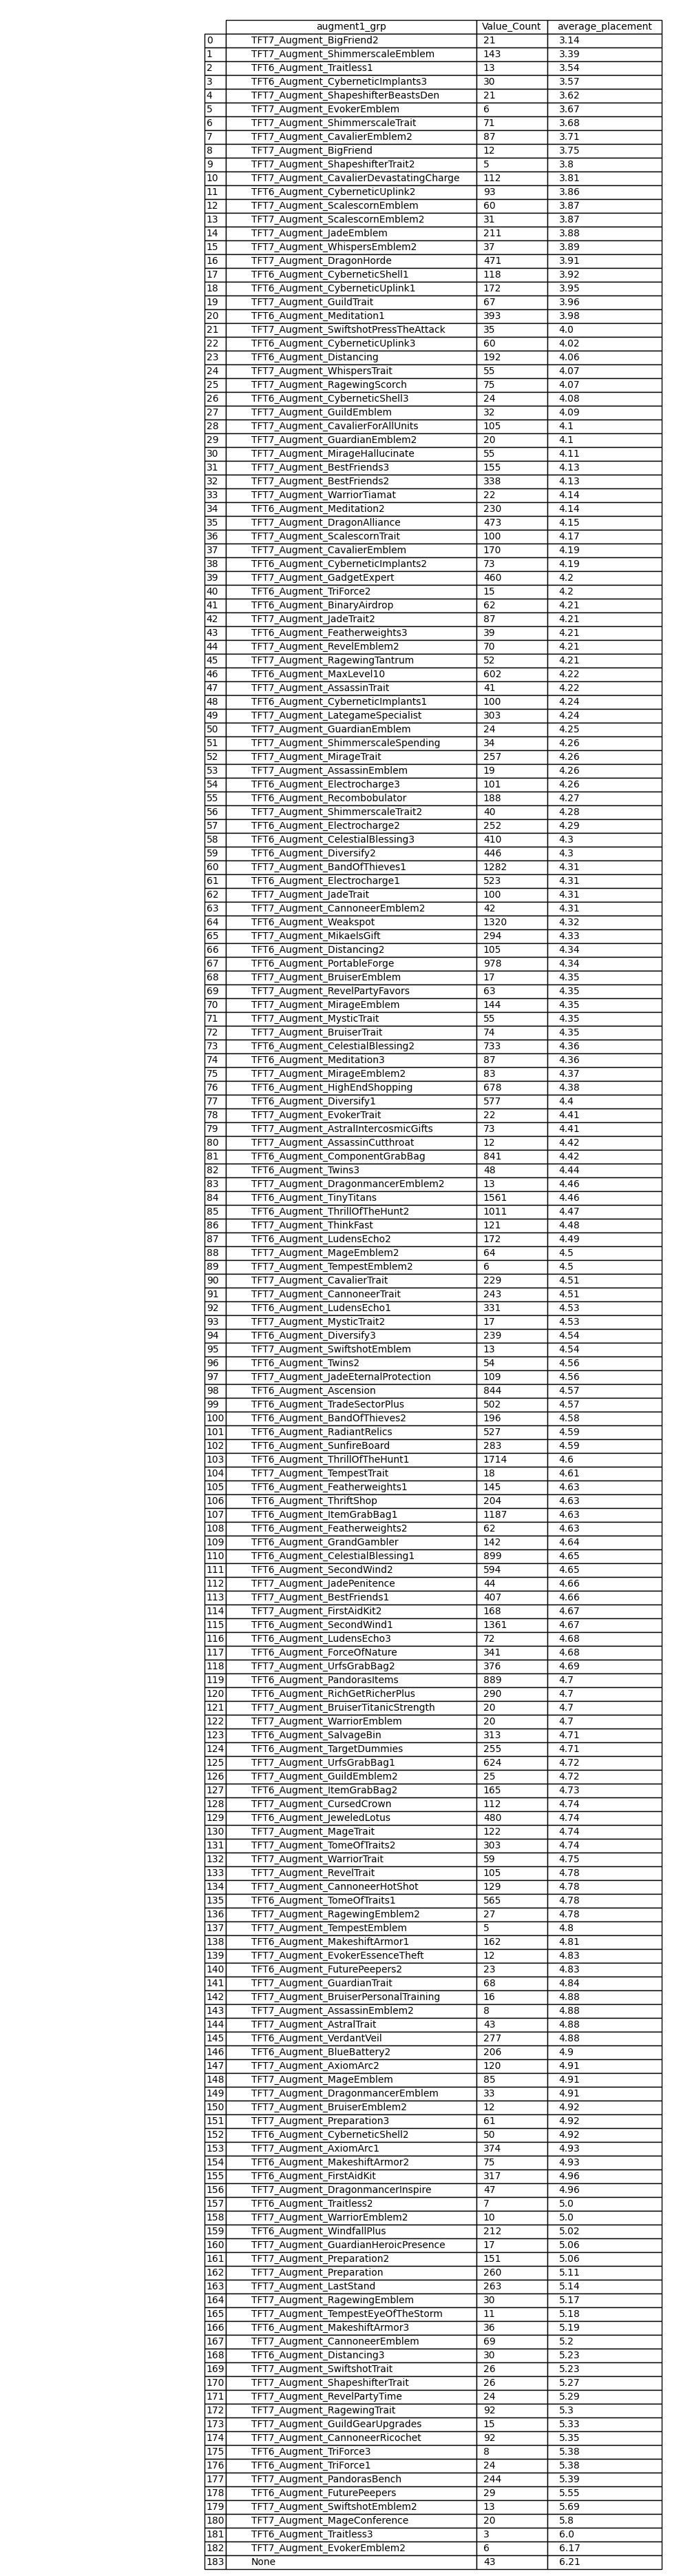 augment1_grp Value_Count average_placement
0 TFT7_Augment_BigFriend2 21 3.14
1 TFT7_Augment_ShimmerscaleEmblem 143 3.39
2 TFT6_Augment_Traitless1 13 3.54
3 TFT6_Augment_CyberneticImplants3 30 3.57
4 TFT7_Augment_ShapeshifterBeastsDen 21 3.62
5 TFT7_Augment_EvokerEmblem 6 3.67
6 TFT7_Augment_ShimmerscaleTrait 71 3.68
7 TFT7_Augment_CavalierEmblem2 87 3.71
8 TFT7_Augment_BigFriend 12 3.75
9 TFT7_Augment_ShapeshifterTrait2 5 3.8
10 TFT7_Augment_CavalierDevastatingCharge 112 3.81
11 TFT6_Augment_CyberneticUplink2 93 3.86
12 TFT7_Augment_ScalescornEmblem 60 3.87
13 TFT7_Augment_ScalescornEmblem2 31 3.87
14 TFT7_Augment_JadeEmblem 211 3.88
15 TFT7_Augment_WhispersEmblem2 37 3.89
16 TFT7_Augment_DragonHorde 471 3.91
17 TFT6_Augment_CyberneticShell1 118 3.92
18 TFT6_Augment_CyberneticUplink1 172 3.95
19 TFT7_Augment_GuildTrait 67 3.96
20 TFT6_Augment_Meditation1 393 3.98
21 TFT7_Augment_SwiftshotPressTheAttack 35 4.0
22 TFT6_Augment_CyberneticUplink3 60 4.02
23 TFT6_Augment_Distancing 192 4.06
24 TFT7_Augment_WhispersTrait 55 4.07
25 TFT7_Augment_RagewingScorch 75 4.07
26 TFT6_Augment_CyberneticShell3 24 4.08
27 TFT7_Augment_GuildEmblem 32 4.09
28 TFT7_Augment_CavalierForAllUnits 105 4.1
29 TFT7_Augment_GuardianEmblem2 20 4.1
30 TFT7_Augment_MirageHallucinate 55 4.11
31 TFT7_Augment_BestFriends3 155 4.13
32 TFT7_Augment_BestFriends2 338 4.13
33 TFT7_Augment_WarriorTiamat 22 4.14
34 TFT6_Augment_Meditation2 230 4.14
35 TFT7_Augment_DragonAlliance 473 4.15
36 TFT7_Augment_ScalescornTrait 100 4.17
37 TFT7_Augment_CavalierEmblem 170 4.19
38 TFT6_Augment_CyberneticImplants2 73 4.19
39 TFT7_Augment_GadgetExpert 460 4.2
40 TFT6_Augment_TriForce2 15 4.2
41 TFT6_Augment_BinaryAirdrop 62 4.21
42 TFT7_Augment_JadeTrait2 87 4.21
43 TFT6_Augment_Featherweights3 39 4.21
44 TFT7_Augment_RevelEmblem2 70 4.21
45 TFT7_Augment_RagewingTantrum 52 4.21
46 TFT6_Augment_MaxLevel10 602 4.22
47 TFT7_Augment_AssassinTrait 41 4.22
48 TFT6_Augment_CyberneticImplants1 100 4.24
49 TFT7_Augment_LategameSpecialist 303 4.24
50 TFT7_Augment_GuardianEmblem 24 4.25
51 TFT7_Augment_ShimmerscaleSpending 34 4.26
52 TFT7_Augment_MirageTrait 257 4.26
53 TFT7_Augment_AssassinEmblem 19 4.26
54 TFT6_Augment_Electrocharge3 101 4.26
55 TFT6_Augment_Recombobulator 188 4.27
56 TFT7_Augment_ShimmerscaleTrait2 40 4.28
57 TFT6_Augment_Electrocharge2 252 4.29
58 TFT6_Augment_CelestialBlessing3 410 4.3
59 TFT6_Augment_Diversify2 446 4.3
60 TFT7_Augment_BandOfThieves1 1282 4.31
61 TFT6_Augment_Electrocharge1 523 4.31
62 TFT7_Augment_JadeTrait 100 4.31
63 TFT7_Augment_CannoneerEmblem2 42 4.31
64 TFT6_Augment_Weakspot 1320 4.32
65 TFT7_Augment_MikaelsGift 294 4.33
66 TFT6_Augment_Distancing2 105 4.34
67 TFT6_Augment_PortableForge 978 4.34
68 TFT7_Augment_BruiserEmblem 17 4.35
69 TFT7_Augment_RevelPartyFavors 63 4.35
70 TFT7_Augment_MirageEmblem 144 4.35
71 TFT7_Augment_MysticTrait 55 4.35
72 TFT7_Augment_BruiserTrait 74 4.35
73 TFT6_Augment_CelestialBlessing2 733 4.36
74 TFT6_Augment_Meditation3 87 4.36
75 TFT7_Augment_MirageEmblem2 83 4.37
76 TFT6_Augment_HighEndShopping 678 4.38
77 TFT6_Augment_Diversify1 577 4.4
78 TFT7_Augment_EvokerTrait 22 4.41
79 TFT7_Augment_AstralIntercosmicGifts 73 4.41
80 TFT7_Augment_AssassinCutthroat 12 4.42
81 TFT6_Augment_ComponentGrabBag 841 4.42
82 TFT6_Augment_Twins3 48 4.44
83 TFT7_Augment_DragonmancerEmblem2 13 4.46
84 TFT6_Augment_TinyTitans 1561 4.46
85 TFT6_Augment_ThrillOfTheHunt2 1011 4.47
86 TFT7_Augment_ThinkFast 121 4.48
87 TFT6_Augment_LudensEcho2 172 4.49
88 TFT7_Augment_MageEmblem2 64 4.5
89 TFT7_Augment_TempestEmblem2 6 4.5
90 TFT7_Augment_CavalierTrait 229 4.51
91 TFT7_Augment_CannoneerTrait 243 4.51
92 TFT6_Augment_LudensEcho1 331 4.53
93 TFT7_Augment_MysticTrait2 17 4.53
94 TFT6_Augment_Diversify3 239 4.54
95 TFT7_Augment_SwiftshotEmblem 13 4.54
96 TFT6_Augment_Twins2 54 4.56
97 TFT7_Augment_JadeEternalProtection 109 4.56
98 TFT6_Augment_Ascension 844 4.57
99 TFT6_Augment_TradeSectorPlus 502 4.57
100 TFT6_Augment_BandOfThieves2 196 4.58
101 TFT6_Augment_RadiantRelics 527 4.59
102 TFT6_Augment_SunfireBoard 283 4.59
103 TFT6_Augment_ThrillOfTheHunt1 1714 4.6
104 TFT7_Augment_TempestTrait 18 4.61
105 TFT6_Augment_Featherweights1 145 4.63
106 TFT6_Augment_ThriftShop 204 4.63
107 TFT6_Augment_ItemGrabBag1 1187 4.63
108 TFT6_Augment_Featherweights2 62 4.63
109 TFT6_Augment_GrandGambler 142 4.64
110 TFT6_Augment_CelestialBlessing1 899 4.65
111 TFT6_Augment_SecondWind2 594 4.65
112 TFT7_Augment_JadePenitence 44 4.66
113 TFT7_Augment_BestFriends1 407 4.66
114 TFT6_Augment_FirstAidKit2 168 4.67
115 TFT6_Augment_SecondWind1 1361 4.67
116 TFT6_Augment_LudensEcho3 72 4.68
117 TFT6_Augment_ForceOfNature 341 4.68
118 TFT7_Augment_UrfsGrabBag2 376 4.69
119 TFT6_Augment_PandorasItems 889 4.7
120 TFT6_Augment_RichGetRicherPlus 290 4.7
121 TFT7_Augment_BruiserTitanicStrength 20 4.7
122 TFT7_Augment_WarriorEmblem 20 4.7
123 TFT6_Augment_SalvageBin 313 4.71
124 TFT6_Augment_TargetDummies 255 4.71
125 TFT7_Augment_UrfsGrabBag1 624 4.72
126 TFT7_Augment_GuildEmblem2 25 4.72
127 TFT6_Augment_ItemGrabBag2 165 4.73
128 TFT7_Augment_CursedCrown 112 4.74
129 TFT6_Augment_JeweledLotus 480 4.74
130 TFT7_Augment_MageTrait 122 4.74
131 TFT6_Augment_TomeOfTraits2 303 4.74
132 TFT7_Augment_WarriorTrait 59 4.75
133 TFT7_Augment_RevelTrait 105 4.78
134 TFT7_Augment_CannoneerHotShot 129 4.78
135 TFT6_Augment_TomeOfTraits1 565 4.78
136 TFT7_Augment_RagewingEmblem2 27 4.78
137 TFT7_Augment_TempestEmblem 5 4.8
138 TFT6_Augment_MakeshiftArmor1 162 4.81
139 TFT7_Augment_EvokerEssenceTheft 12 4.83
140 TFT6_Augment_FuturePeepers2 23 4.83
141 TFT7_Augment_GuardianTrait 68 4.84
142 TFT7_Augment_BruiserPersonalTraining 16 4.88
143 TFT7_Augment_AssassinEmblem2 8 4.88
144 TFT7_Augment_AstralTrait 43 4.88
145 TFT6_Augment_VerdantVeil 277 4.88
146 TFT6_Augment_BlueBattery2 206 4.9
147 TFT7_Augment_AxiomArc2 120 4.91
148 TFT7_Augment_MageEmblem 85 4.91
149 TFT7_Augment_DragonmancerEmblem 33 4.91
150 TFT7_Augment_BruiserEmblem2 12 4.92
151 TFT7_Augment_Preparation3 61 4.92
152 TFT6_Augment_CyberneticShell2 50 4.92
153 TFT7_Augment_AxiomArc1 374 4.93
154 TFT6_Augment_MakeshiftArmor2 75 4.93
155 TFT6_Augment_FirstAidKit 317 4.96
156 TFT7_Augment_DragonmancerInspire 47 4.96
157 TFT6_Augment_Traitless2 7 5.0
158 TFT7_Augment_WarriorEmblem2 10 5.0
159 TFT6_Augment_WindfallPlus 212 5.02
160 TFT7_Augment_GuardianHeroicPresence 17 5.06
161 TFT7_Augment_Preparation2 151 5.06
162 TFT7_Augment_Preparation 260 5.11
163 TFT7_Augment_LastStand 263 5.14
164 TFT7_Augment_RagewingEmblem 30 5.17
165 TFT7_Augment_TempestEyeOfTheStorm 11 5.18
166 TFT6_Augment_MakeshiftArmor3 36 5.19
167 TFT7_Augment_CannoneerEmblem 69 5.2
168 TFT6_Augment_Distancing3 30 5.23
169 TFT7_Augment_SwiftshotTrait 26 5.23
170 TFT7_Augment_ShapeshifterTrait 26 5.27
171 TFT7_Augment_RevelPartyTime 24 5.29
172 TFT7_Augment_RagewingTrait 92 5.3
173 TFT7_Augment_GuildGearUpgrades 15 5.33
174 TFT7_Augment_CannoneerRicochet 92 5.35
175 TFT6_Augment_TriForce3 8 5.38
176 TFT6_Augment_TriForce1 24 5.38
177 TFT7_Augment_PandorasBench 244 5.39
178 TFT6_Augment_FuturePeepers 29 5.55
179 TFT7_Augment_SwiftshotEmblem2 13 5.69
180 TFT7_Augment_MageConference 20 5.8
181 TFT6_Augment_Traitless3 3 6.0
182 TFT7_Augment_EvokerEmblem2 6 6.17
183 None 43 6.21